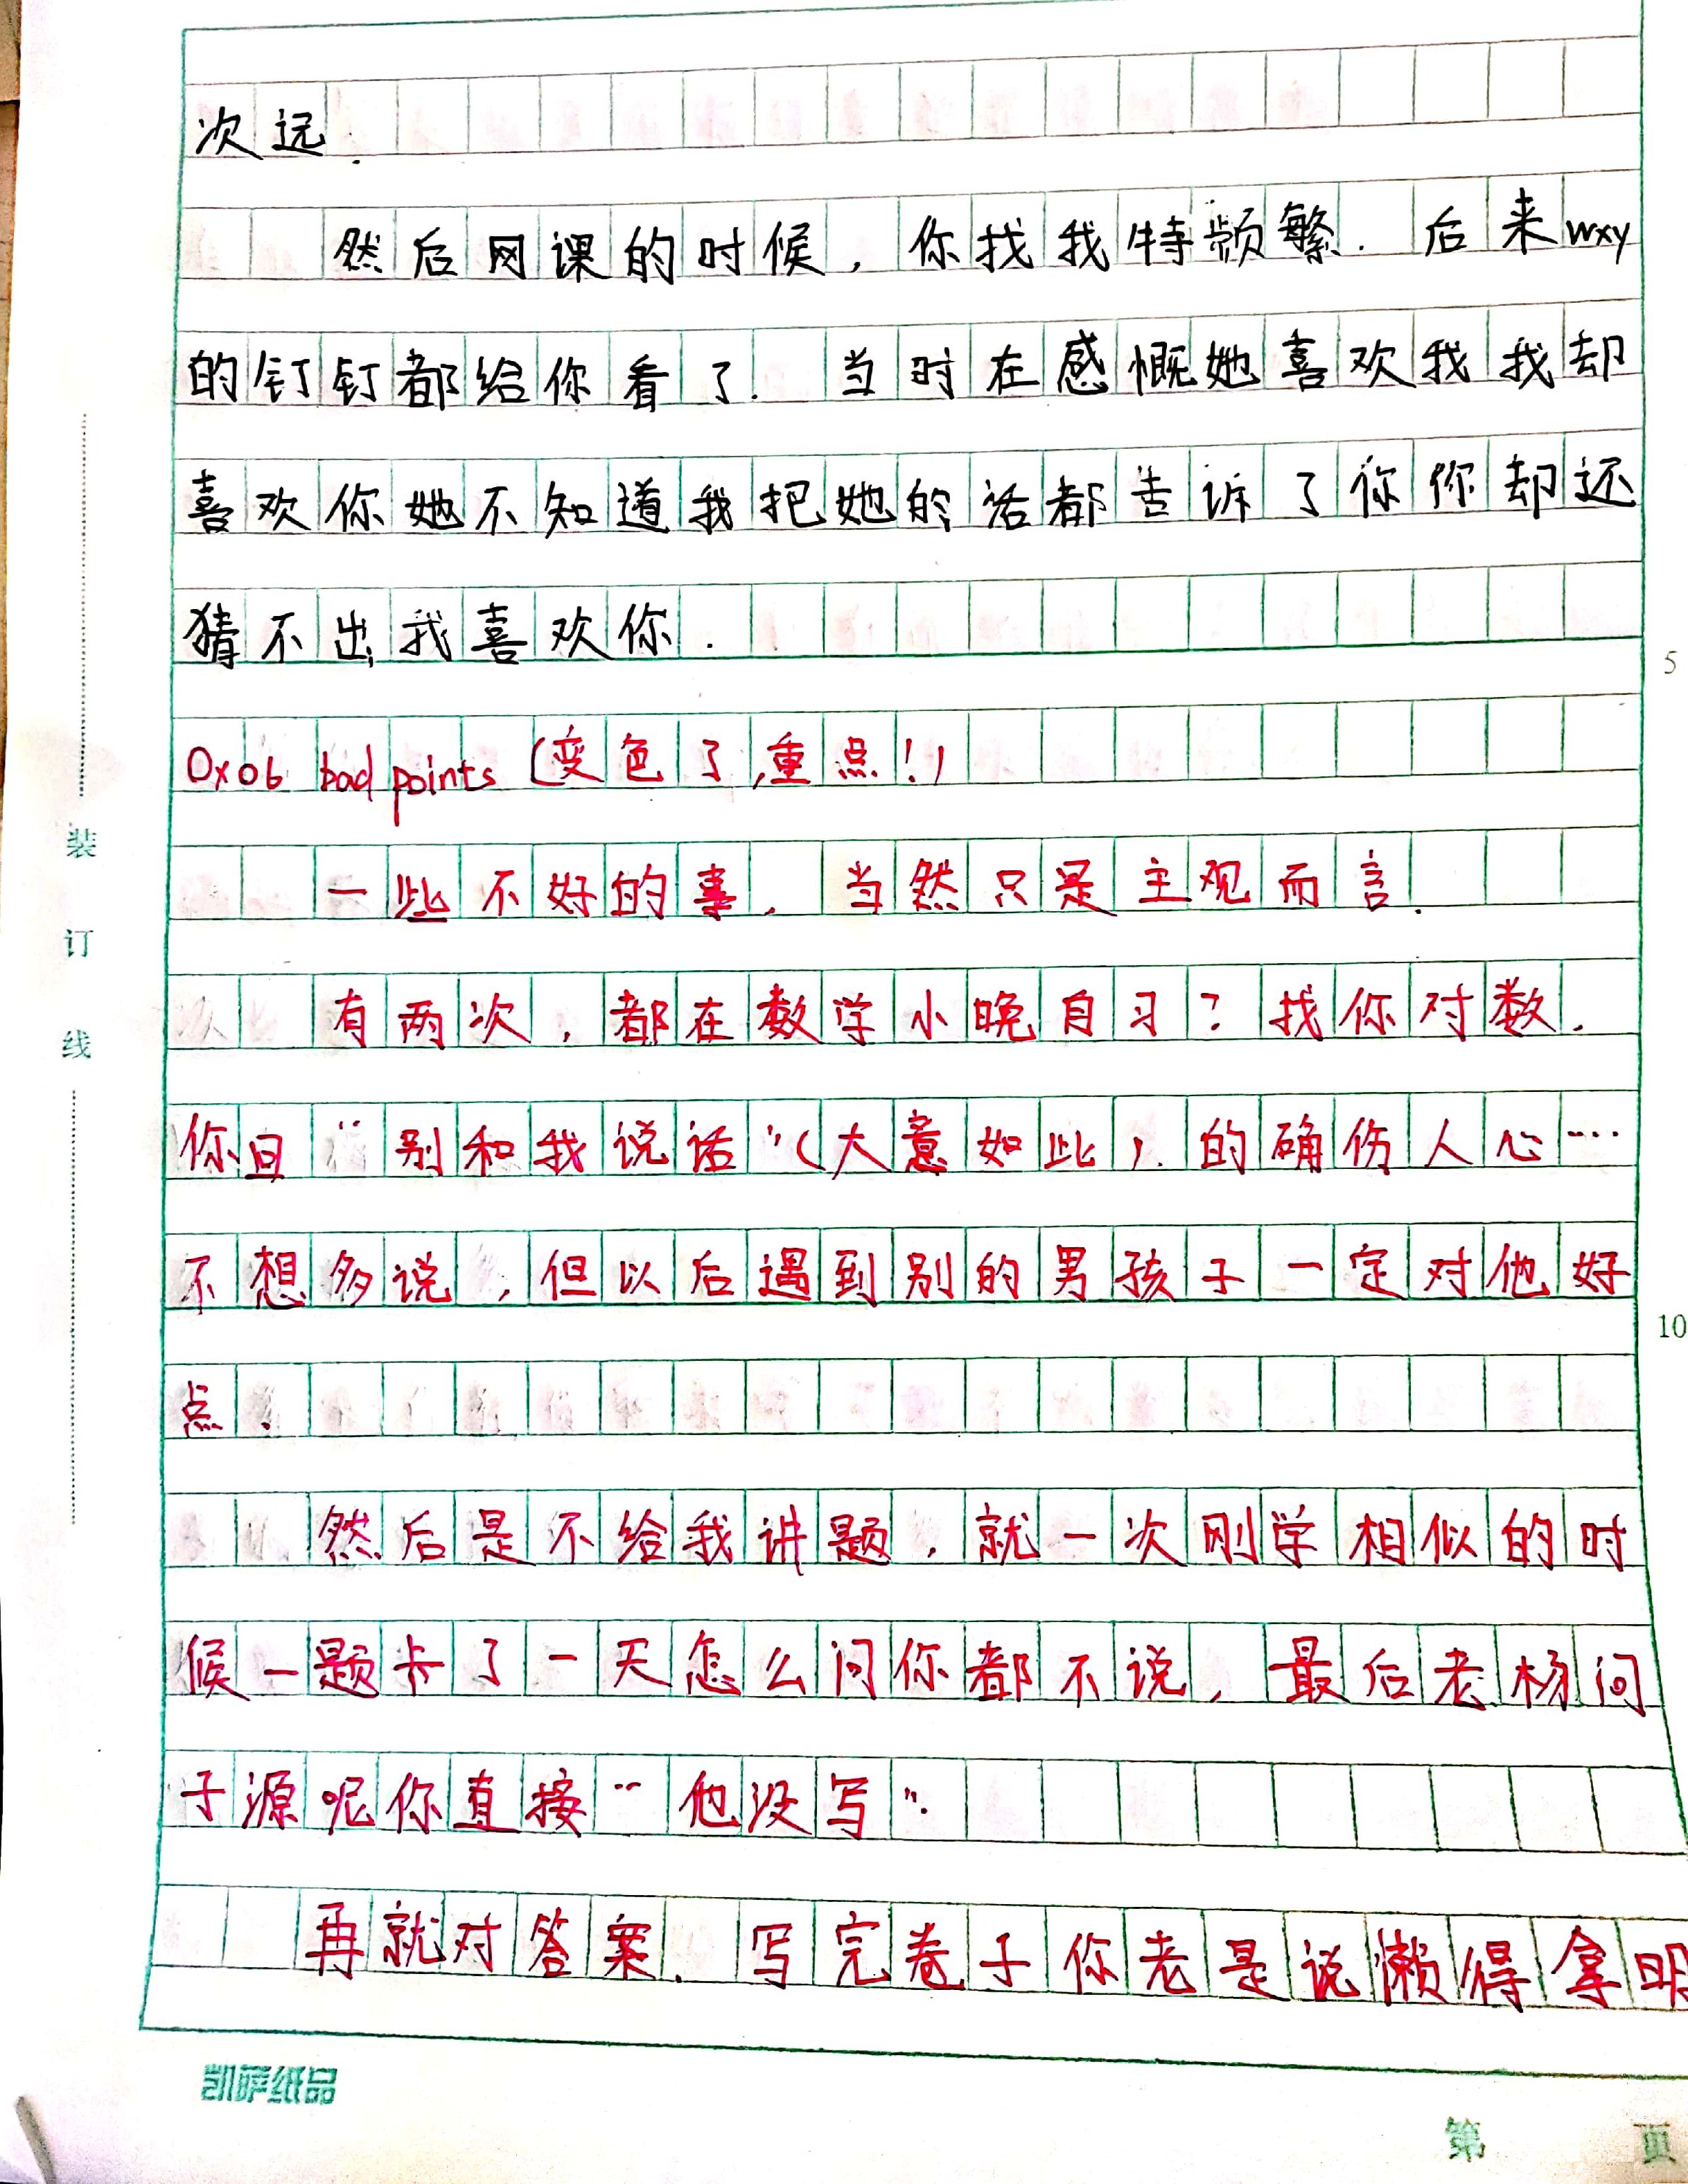 次远.
然后网课的时候,你找我特频繁.后来wxy
的钉钉都给你看了.当时在感慨她喜欢我我却
喜欢你她不知道我把她的话都告诉了你你却还
猜不出我喜欢你.
5
0x06 bad points (变色了,重点!)
一些不好的事.当然只是主观而言.
有两次,都在数学小晚自习?找你对数.
你曰“别和我说话”(大意如此).的确伤人心…
不想多说,但以后遇到别的男孩子一定对他好
10
点.
然后是不给我讲题,就一次刚学相似的时
候一题卡了一天怎么问你都不说,最后老杨问
子源呢你直接“他没写”.
再就对答案.写完卷子你老是说懒得拿明
装订线
凯萨纸品
第 页